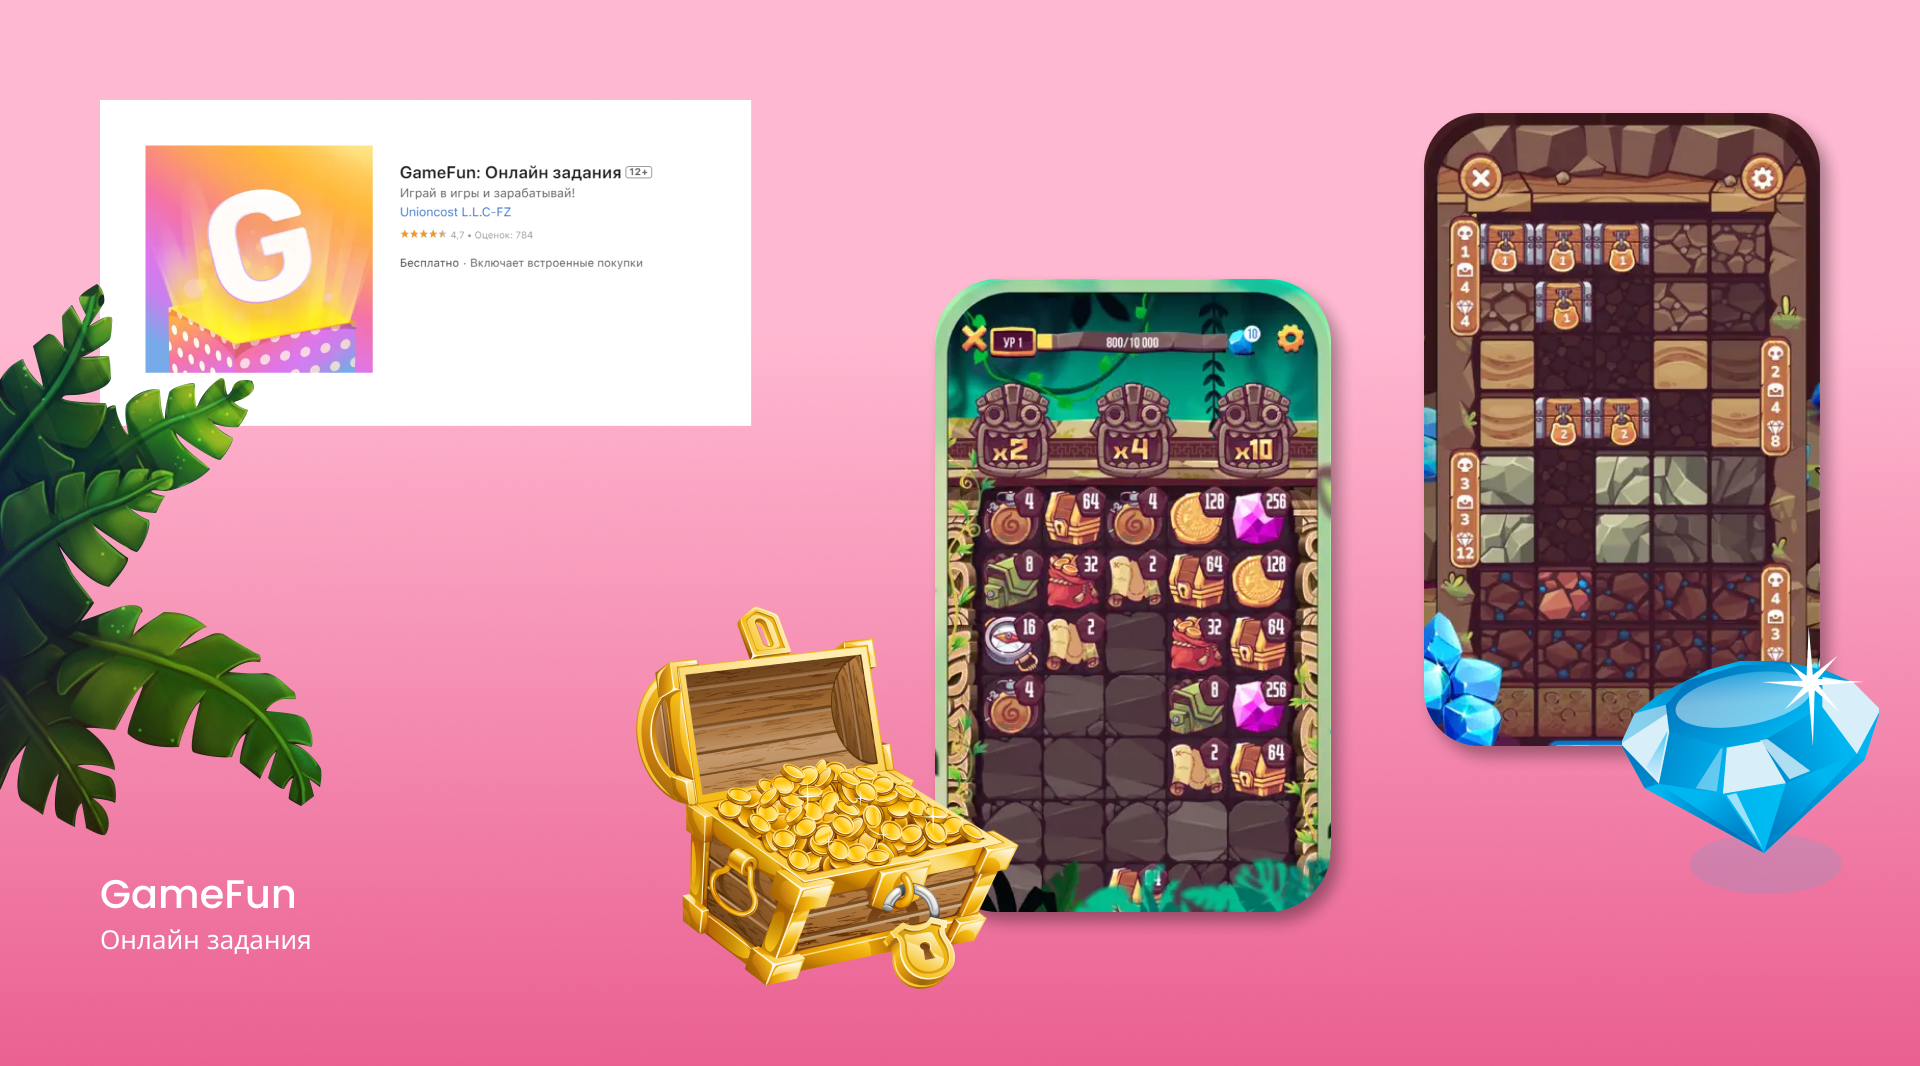 G
GameFun: Онлайн задания 12+
Играй в игры и зарабатывай!
Unioncost L.L.C-FZ
4,7 • Оценок: 784
Бесплатно · Включает встроенные покупки
GameFun
Онлайн задания
УР 1 800/10 000 10
x2 x4 x10
4 64 4 128 256
8 32 2 64 128
16 2 32 64
4 8 256
2 64
1 1 1 1
4 1
4
2
4 2 2
8
3
3
12
4
3